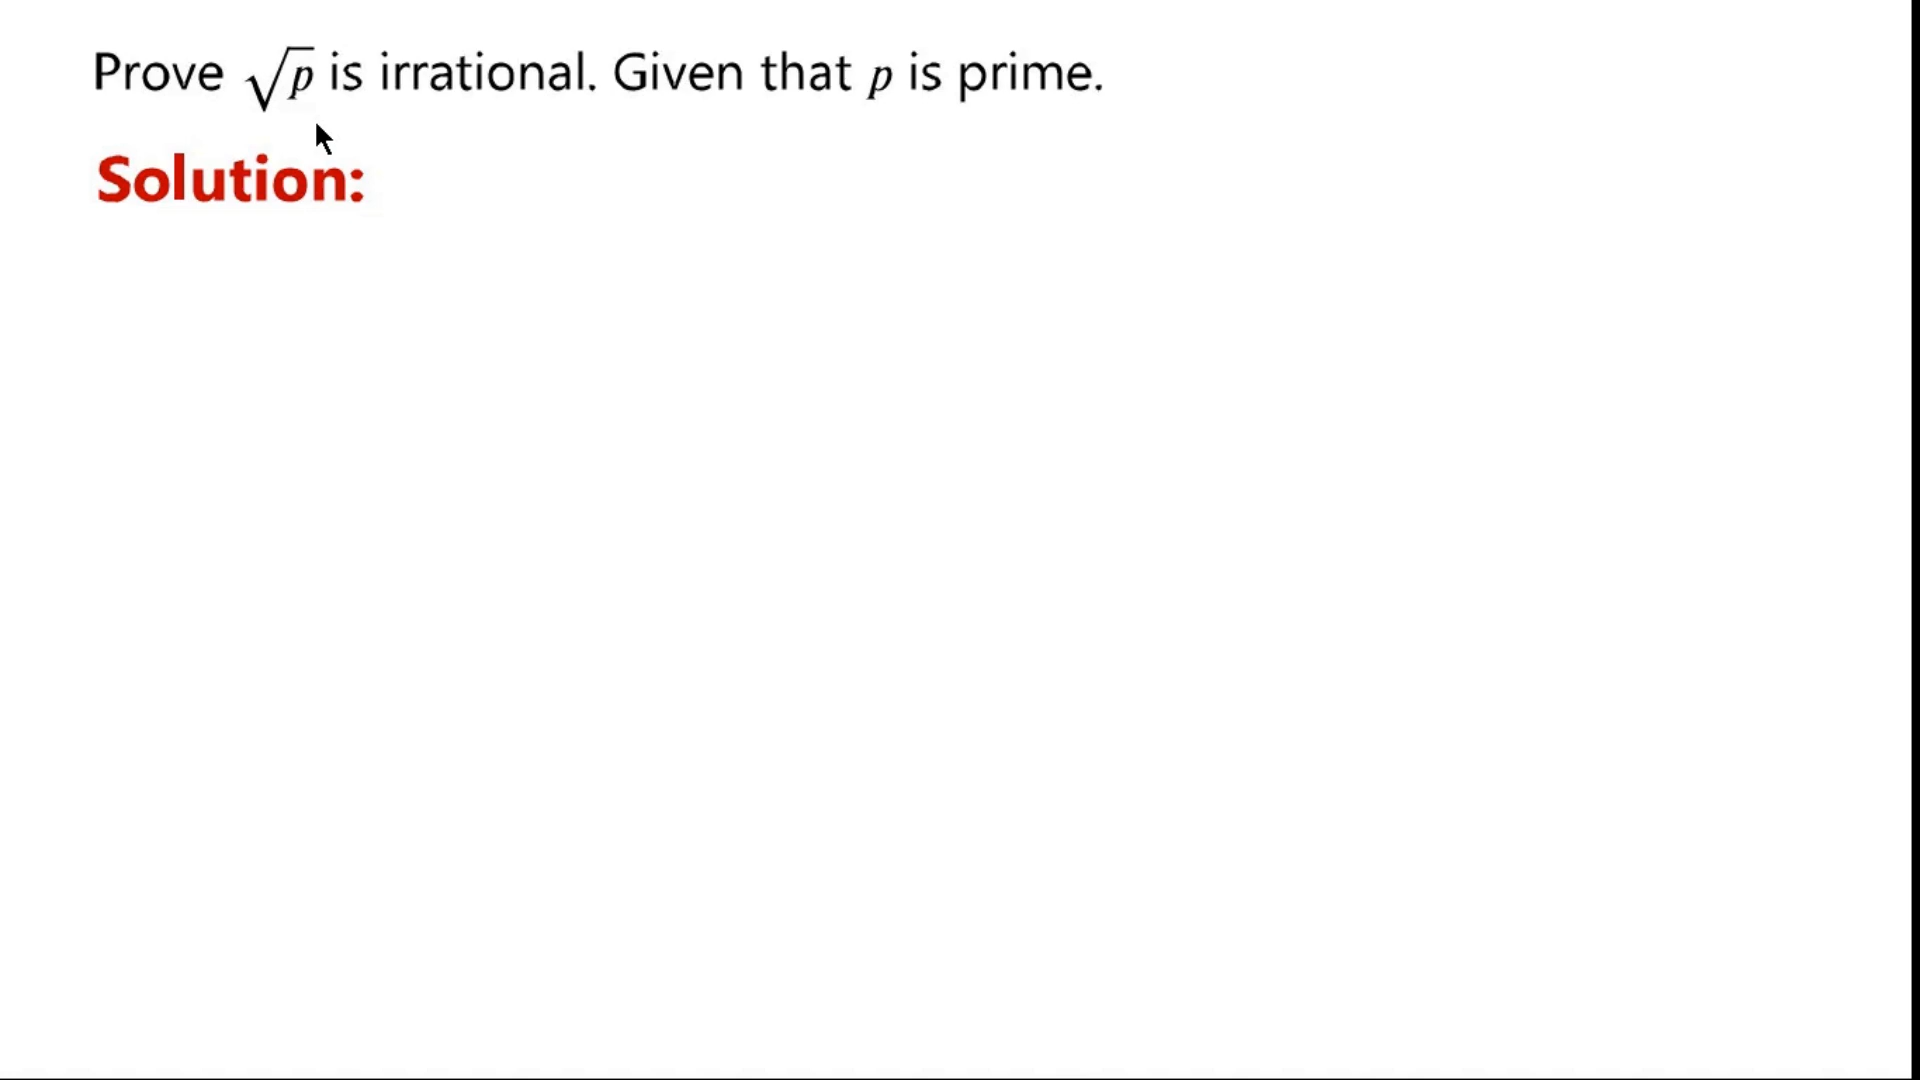 Prove √p is irrational. Given that p is prime.
Solution: